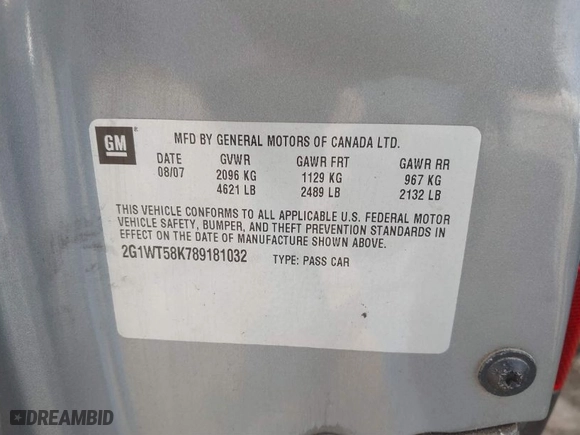 GM
®
MFD BY GENERAL MOTORS OF CANADA LTD.
DATE GVWR GAWR FRT GAWR RR
08/07 2096 KG 1129 KG 967 KG
4621 LB 2489 LB 2132 LB
THIS VEHICLE CONFORMS TO ALL APPLICABLE U.S. FEDERAL MOTOR
VEHICLE SAFETY, BUMPER, AND THEFT PREVENTION STANDARDS IN
EFFECT ON THE DATE OF MANUFACTURE SHOWN ABOVE.
2G1WT58K789181032 TYPE: PASS CAR
DREAMBID